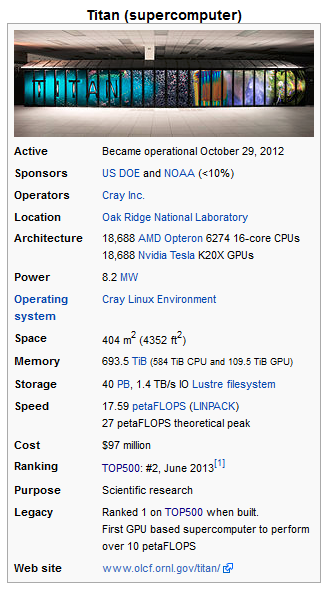 Titan (supercomputer)
TITAN
Active Became operational October 29, 2012
Sponsors US DOE and NOAA (<10%)
Operators Cray Inc.
Location Oak Ridge National Laboratory
Architecture 18,688 AMD Opteron 6274 16-core CPUs
18,688 Nvidia Tesla K20X GPUs
Power 8.2 MW
Operating system Cray Linux Environment
Space 404 m2 (4352 ft2)
Memory 693.5 TiB (584 TiB CPU and 109.5 TiB GPU)
Storage 40 PB, 1.4 TB/s IO Lustre filesystem
Speed 17.59 petaFLOPS (LINPACK)
27 petaFLOPS theoretical peak
Cost $97 million
Ranking TOP500: #2, June 2013[1]
Purpose Scientific research
Legacy Ranked 1 on TOP500 when built.
First GPU based supercomputer to perform
over 10 petaFLOPS
Web site www.olcf.ornl.gov/titan/